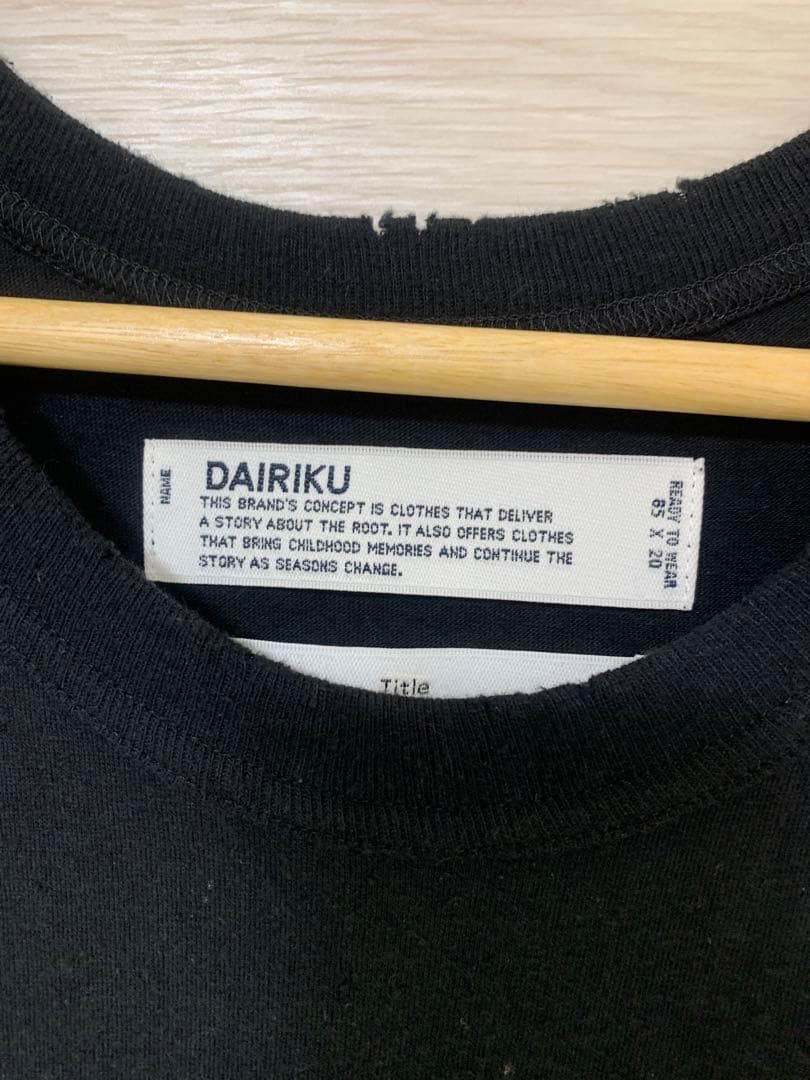 NAME
DAIRIKU
THIS BRAND'S CONCEPT IS CLOTHES THAT DELIVER
A STORY ABOUT THE ROOT. IT ALSO OFFERS CLOTHES
THAT BRING CHILDHOOD MEMORIES AND CONTINUE THE
STORY AS SEASONS CHANGE.
READY TO WEAR
85 X 20
Title